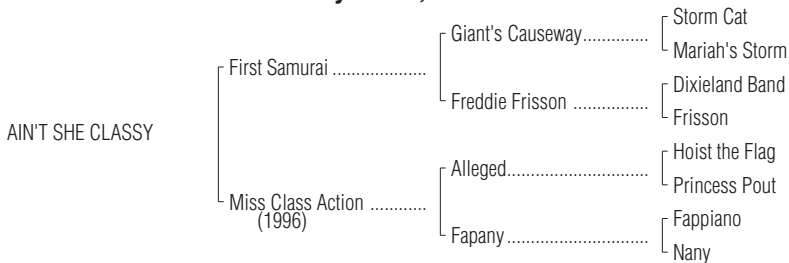 Storm Cat
Giant's Causeway..............
Mariah's Storm
First Samurai ....................
Dixieland Band
Freddie Frisson ................
Frisson
AIN'T SHE CLASSY
Hoist the Flag
Alleged..............................
Princess Pout
Miss Class Action ............
(1996)
Fappiano
Fapany..............................
Nany